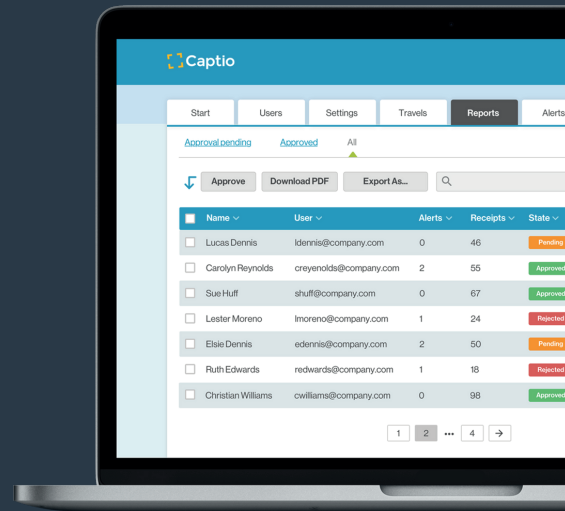 Captio
Start Users Settings Travels Reports Alerts
Approval pending Approved All
Approve Download PDF Export As...
Name User Alerts Receipts State
Lucas Dennis ldennis@company.com 0 46 Pending
Carolyn Reynolds creyenolds@company.com 2 55 Approved
Sue Huff shuff@company.com 0 67 Approved
Lester Moreno lmoreno@company.com 1 24 Rejected
Elsie Dennis edennis@company.com 2 50 Pending
Ruth Edwards redwards@company.com 1 18 Rejected
Christian Williams cwilliams@company.com 0 98 Approved
1 2 ••• 4 →